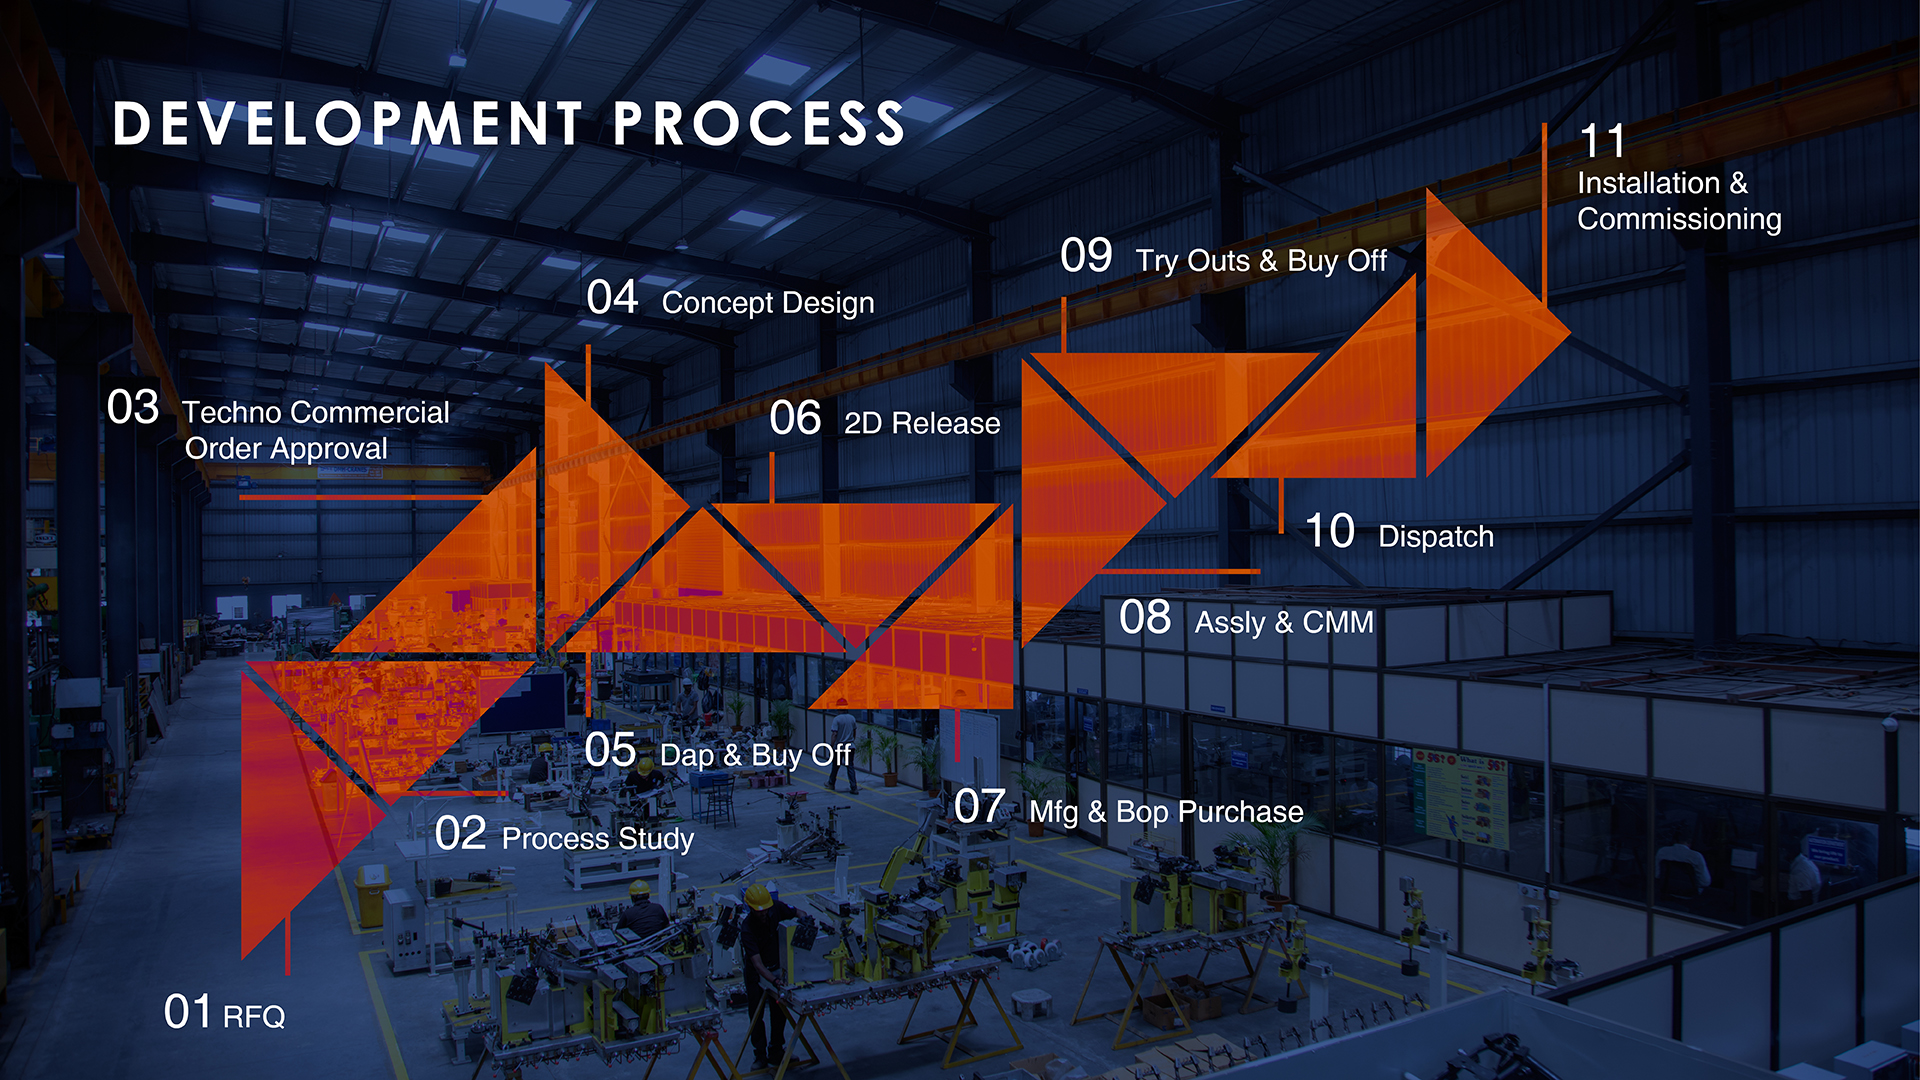 DEVELOPMENT PROCESS
11
Installation &
Commissioning
09 Try Outs & Buy Off
04 Concept Design
03 Techno Commercial
Order Approval
06 2D Release
10 Dispatch
08 Assly & CMM
05 Dap & Buy Off
07 Mfg & Bop Purchase
02 Process Study
01 RFQ